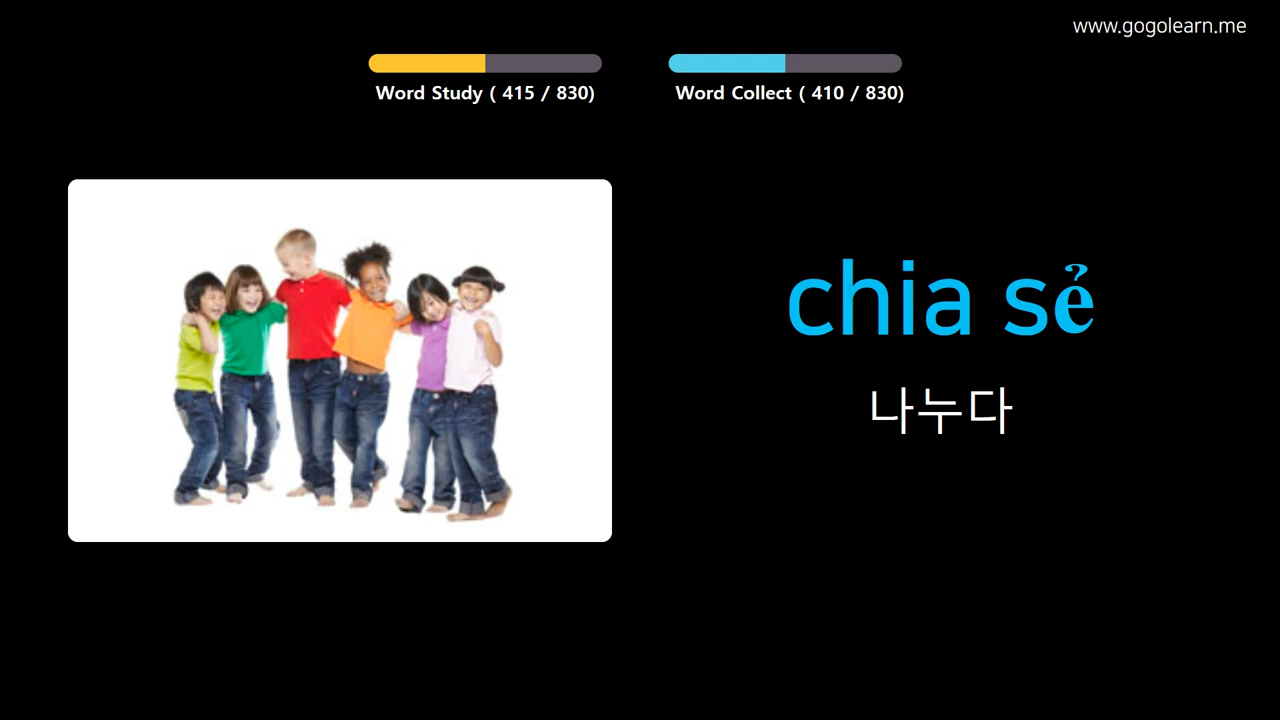 www.gogolearn.me
Word Study ( 415 / 830)
Word Collect ( 410 / 830)
chia sẻ
나누다